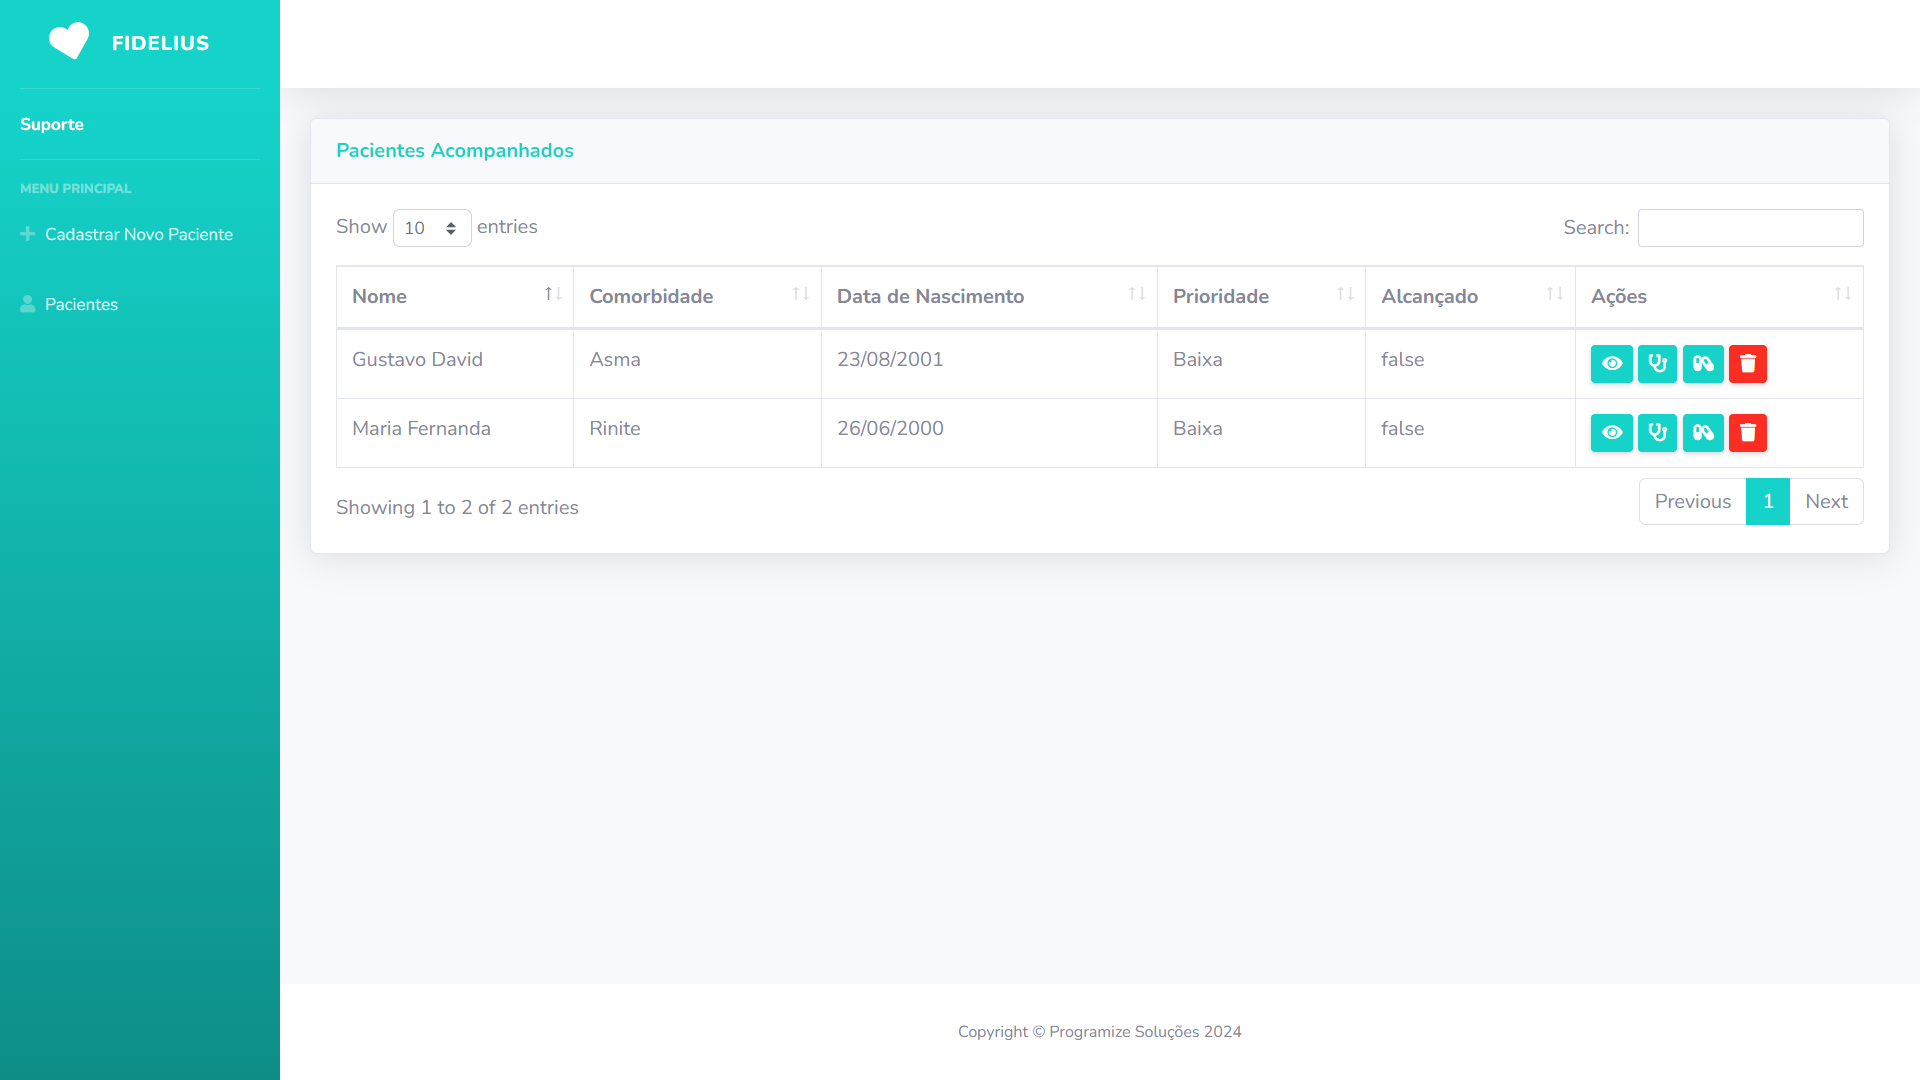 FIDELIUS
Suporte
MENU PRINCIPAL
Cadastrar Novo Paciente
Pacientes
Pacientes Acompanhados
Show 10 entries
Search:
Nome Comorbidade Data de Nascimento Prioridade Alcançado Ações
Gustavo David Asma 23/08/2001 Baixa false
Maria Fernanda Rinite 26/06/2000 Baixa false
Showing 1 to 2 of 2 entries
Previous 1 Next
Copyright © Programize Soluções 2024